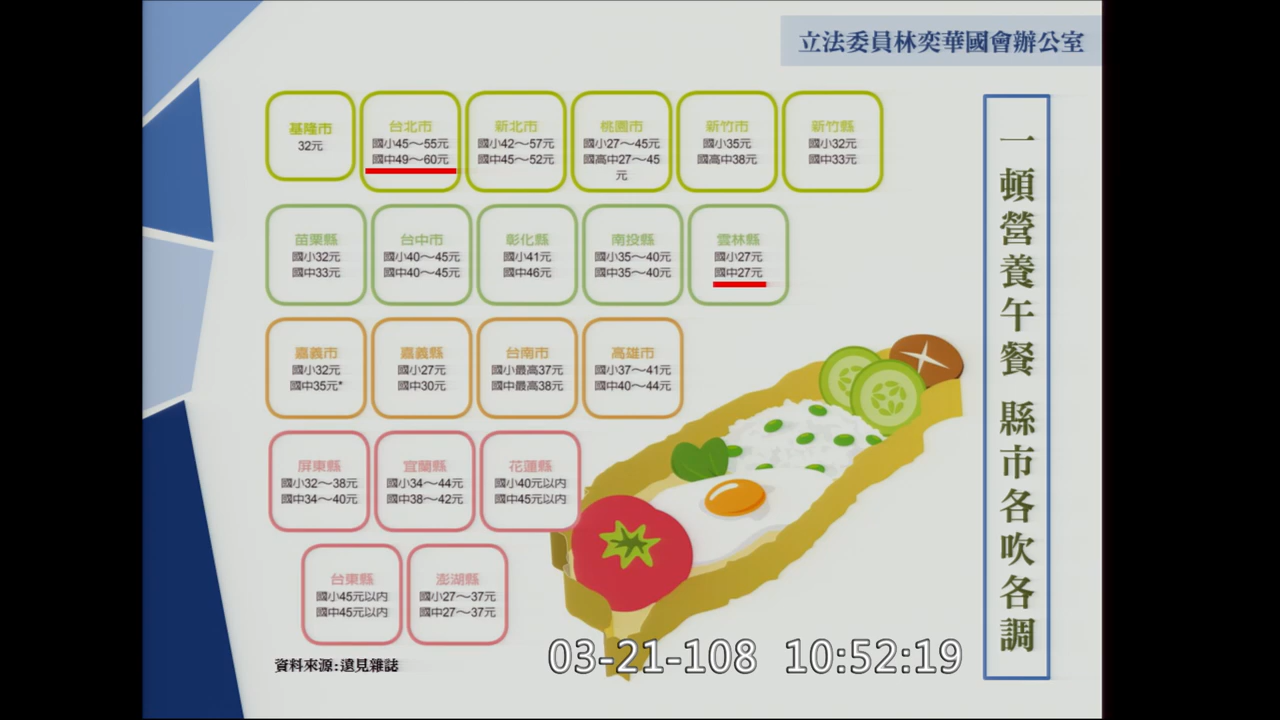 立法委員林奕華國會辦公室
一頓營養午餐 縣市各吹各調
基隆市
32元
台北市
國小45～55元
國中49～60元
新北市
國小42～57元
國中45～52元
桃園市
國小27～45元
國高中27～45
元
新竹市
國小35元
國高中38元
新竹縣
國小32元
國中33元
苗栗縣
國小32元
國中33元
台中市
國小40～45元
國中40～45元
彰化縣
國小41元
國中46元
南投縣
國小35～40元
國中35～40元
雲林縣
國小27元
國中27元
嘉義市
國小32元
國中35元*
嘉義縣
國小27元
國中30元
台南市
國小最高37元
國中最高38元
高雄市
國小37～41元
國中40～44元
屏東縣
國小32～38元
國中34～40元
宜蘭縣
國小34～44元
國中38～42元
花蓮縣
國小40元以內
國中45元以內
台東縣
國小45元以內
國中45元以內
澎湖縣
國小27～37元
國中27～37元
資料來源:遠見雜誌
03-21-108 10:52:19